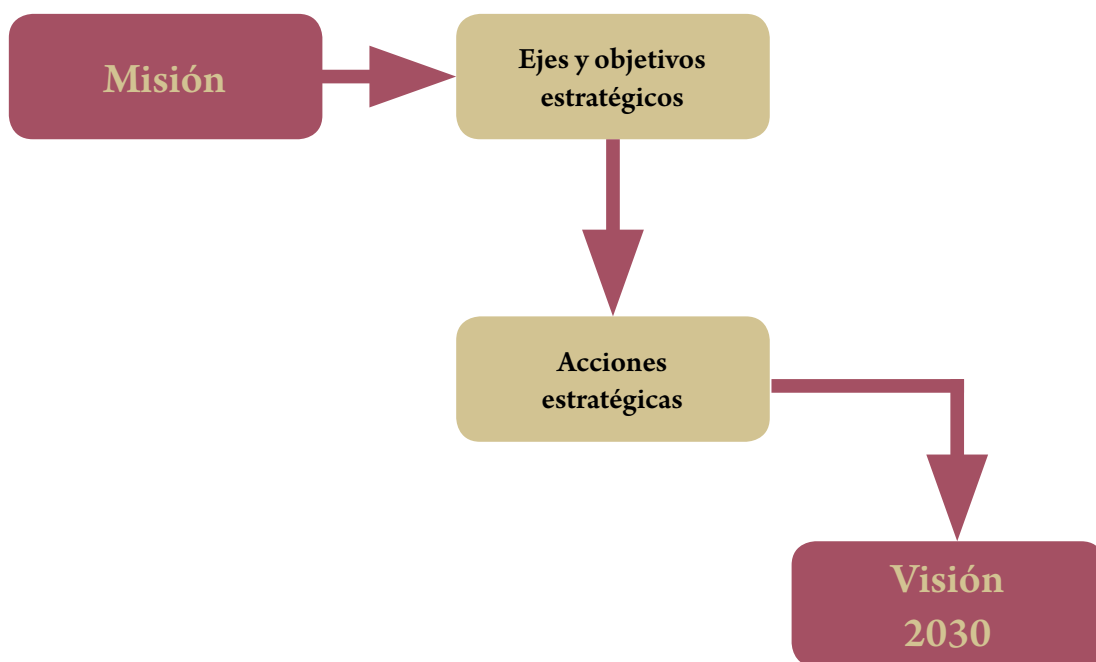 Misión
Ejes y objetivos
estratégicos
Acciones
estratégicas
Visión
2030